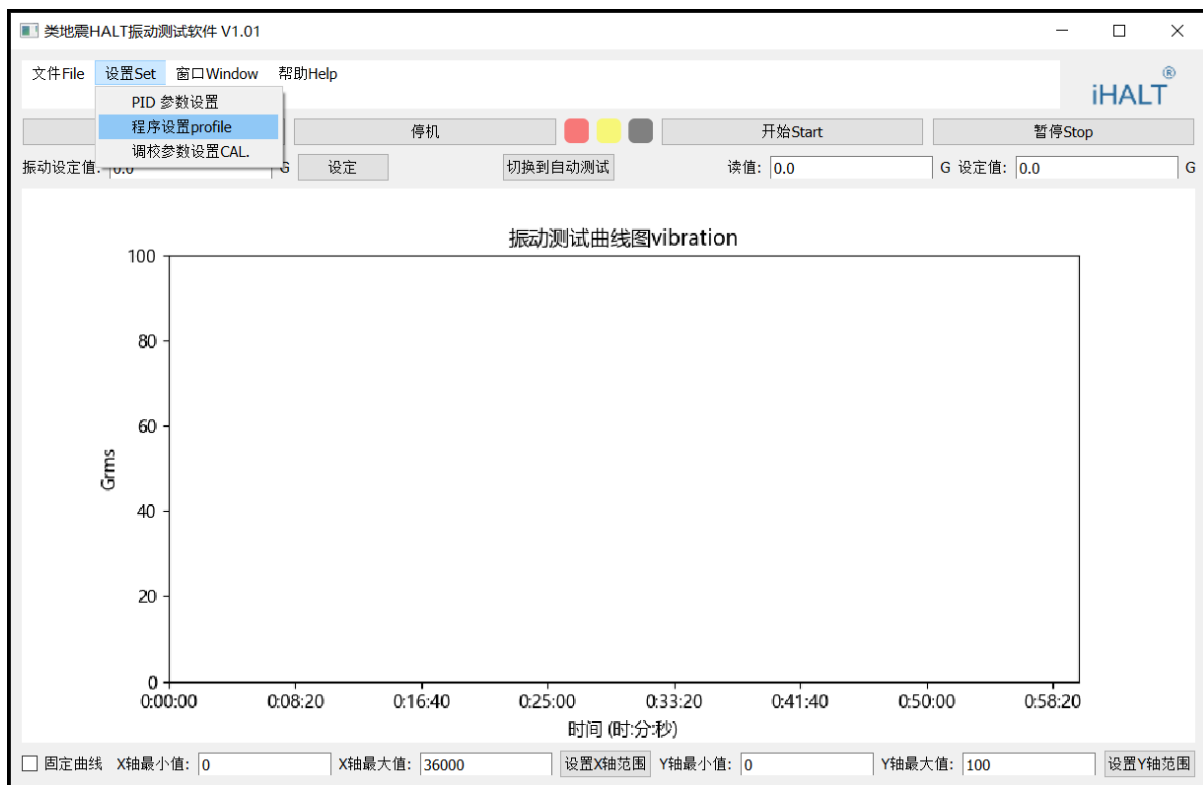 类地震HALT振动测试软件 V1.01
文件File 设置Set 窗口Window 帮助Help
iHALT®
PID 参数设置
程序设置profile
调校参数设置CAL.
停机 开始Start 暂停Stop
振动设定值: 0.0 G 设定 切换到自动测试 读值: 0.0 G 设定值: 0.0 G
振动测试曲线图vibration
100
80
60
40
20
0
Grms
0:00:00 0:08:20 0:16:40 0:25:00 0:33:20 0:41:40 0:50:00 0:58:20
时间 (时:分:秒)
固定曲线 X轴最小值: 0 X轴最大值: 36000 设置X轴范围 Y轴最小值: 0 Y轴最大值: 100 设置Y轴范围